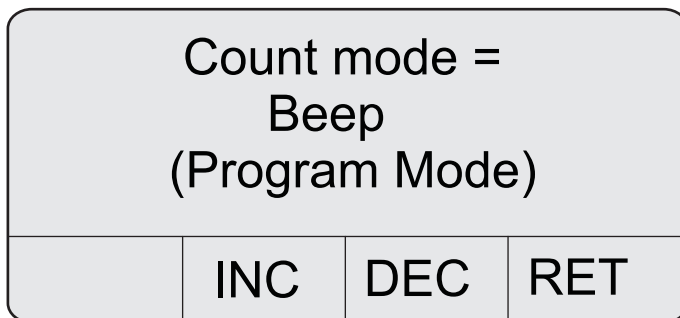 Count mode =
Beep
(Program Mode)
INC DEC RET